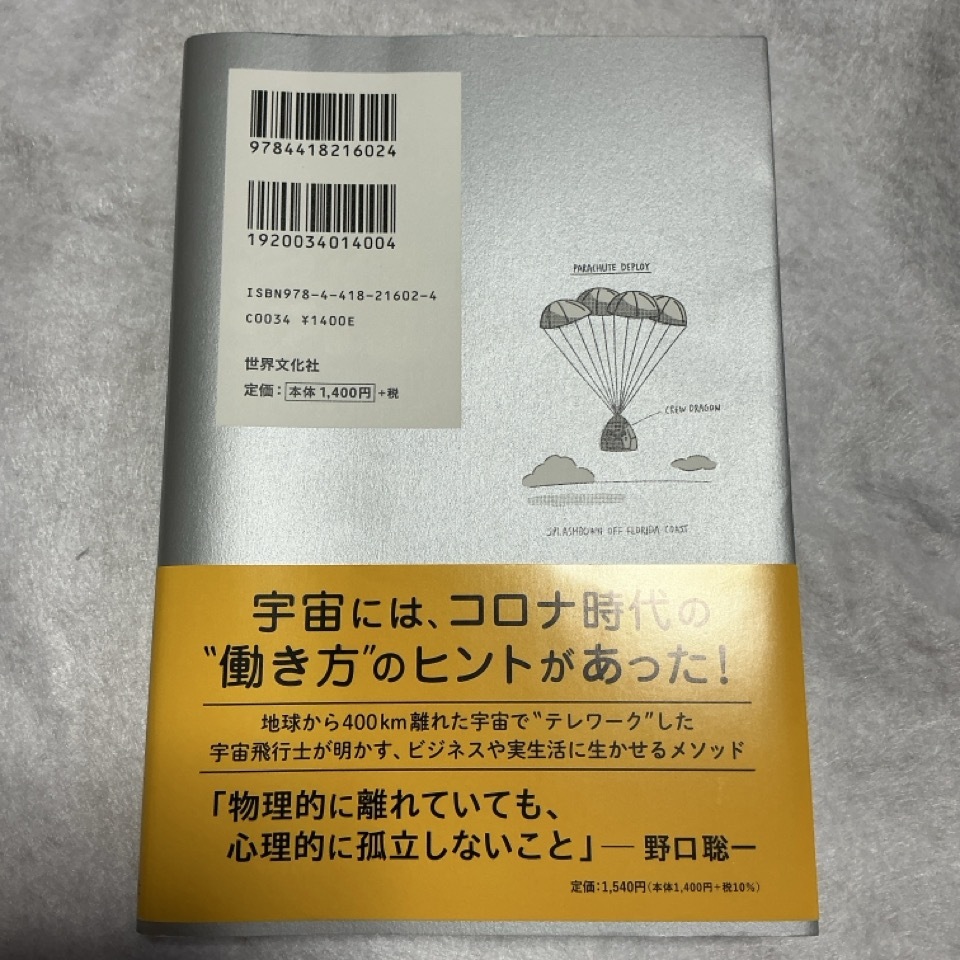 9784418216024
1920034014004
ISBN978-4-418-21602-4
C0034 ¥1400E
世界文化社
定価：本体 1,400円+税
PARACHUTE DEPLOY
CREW DRAGON
SPLASHDOWN OFF FLORIDA COAST
宇宙には、コロナ時代の
“働き方”のヒントがあった！
地球から400km離れた宇宙で“テレワーク”した
宇宙飛行士が明かす、ビジネスや実生活に生かせるメソッド
「物理的に離れていても、
心理的に孤立しないこと」― 野口聡一
定価：1,540円（本体1,400円+税10%）